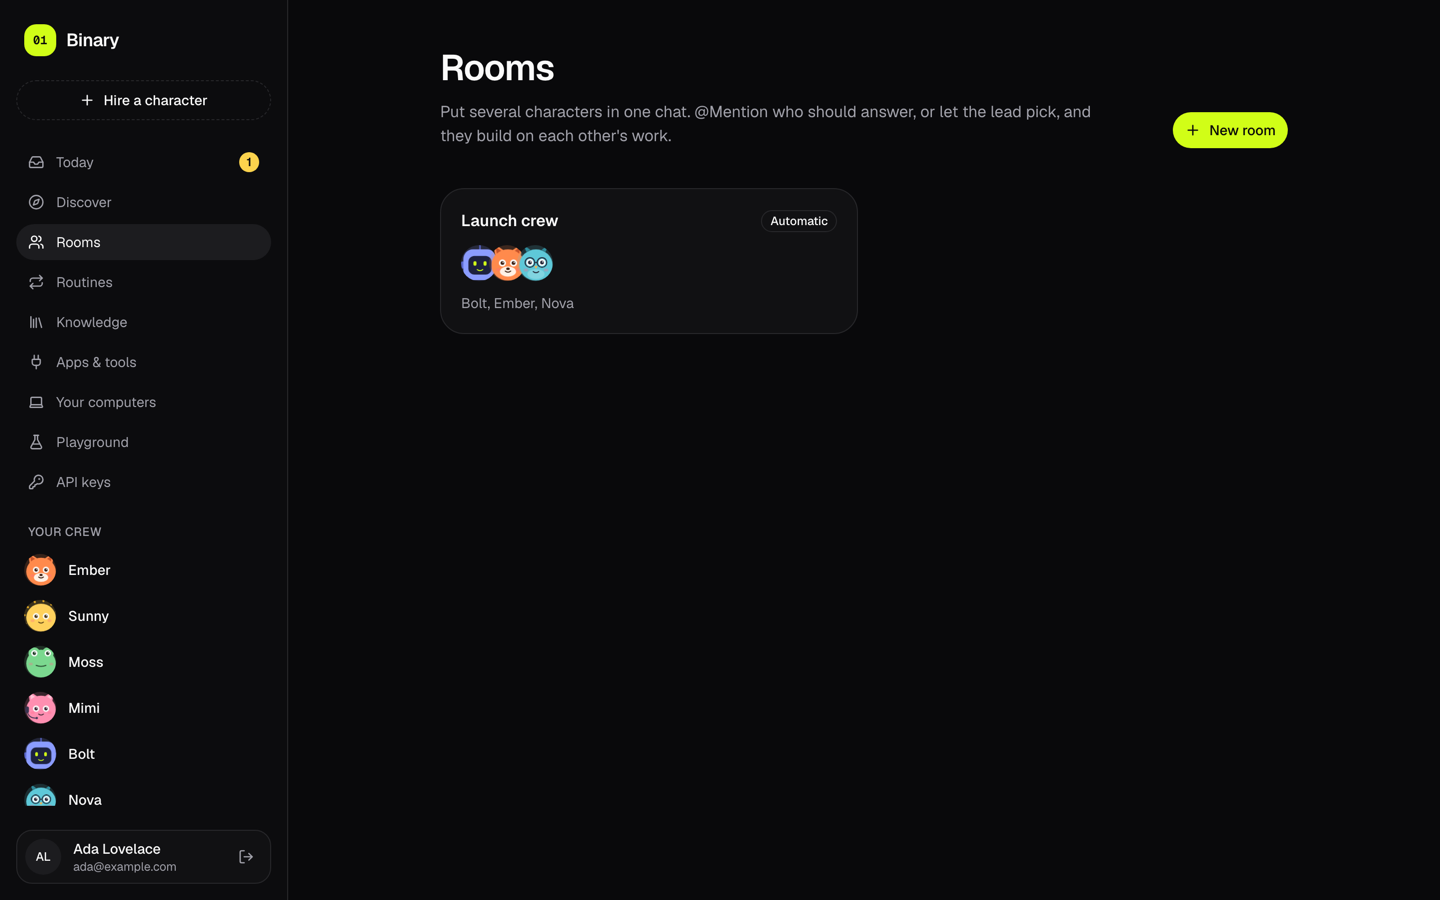 01
Binary
Hire a character
Today
1
Discover
Rooms
Routines
Knowledge
Apps & tools
Your computers
Playground
API keys
YOUR CREW
Ember
Sunny
Moss
Mimi
Bolt
Nova
AL
Ada Lovelace
ada@example.com
Rooms
Put several characters in one chat. @Mention who should answer, or let the lead pick, and
they build on each other's work.
New room
Launch crew
Automatic
Bolt, Ember, Nova